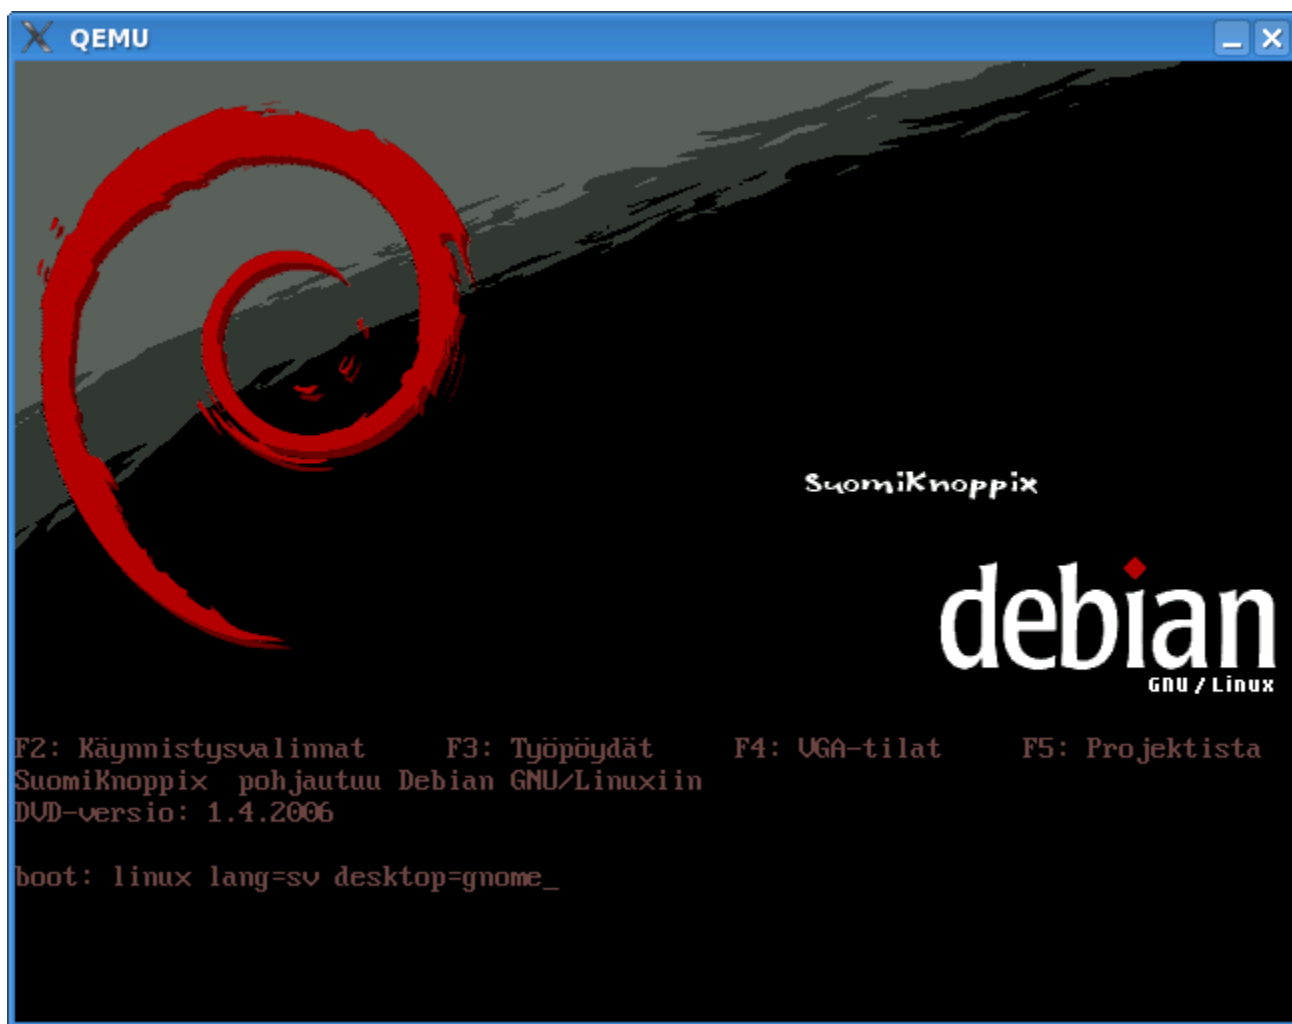 QEMU
SuomiKnoppix
debian
GNU / Linux
F2: Käynnistysvalinnat F3: Työpöydät F4: VGA-tilat F5: Projektista
SuomiKnoppix pohjautuu Debian GNU/Linuxiin
DVD-versio: 1.4.2006
boot: linux lang=sv desktop=gnome_